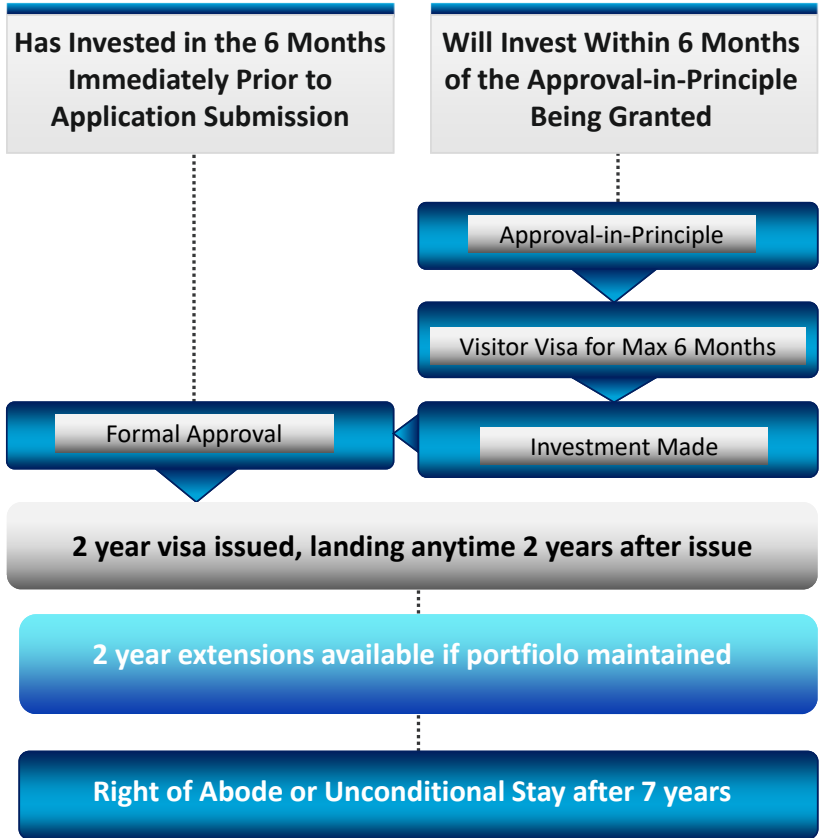 Has Invested in the 6 Months
Immediately Prior to
Application Submission
Will Invest Within 6 Months
of the Approval-in-Principle
Being Granted
Approval-in-Principle
Visitor Visa for Max 6 Months
Formal Approval
Investment Made
2 year visa issued, landing anytime 2 years after issue
2 year extensions available if portfiolo maintained
Right of Abode or Unconditional Stay after 7 years